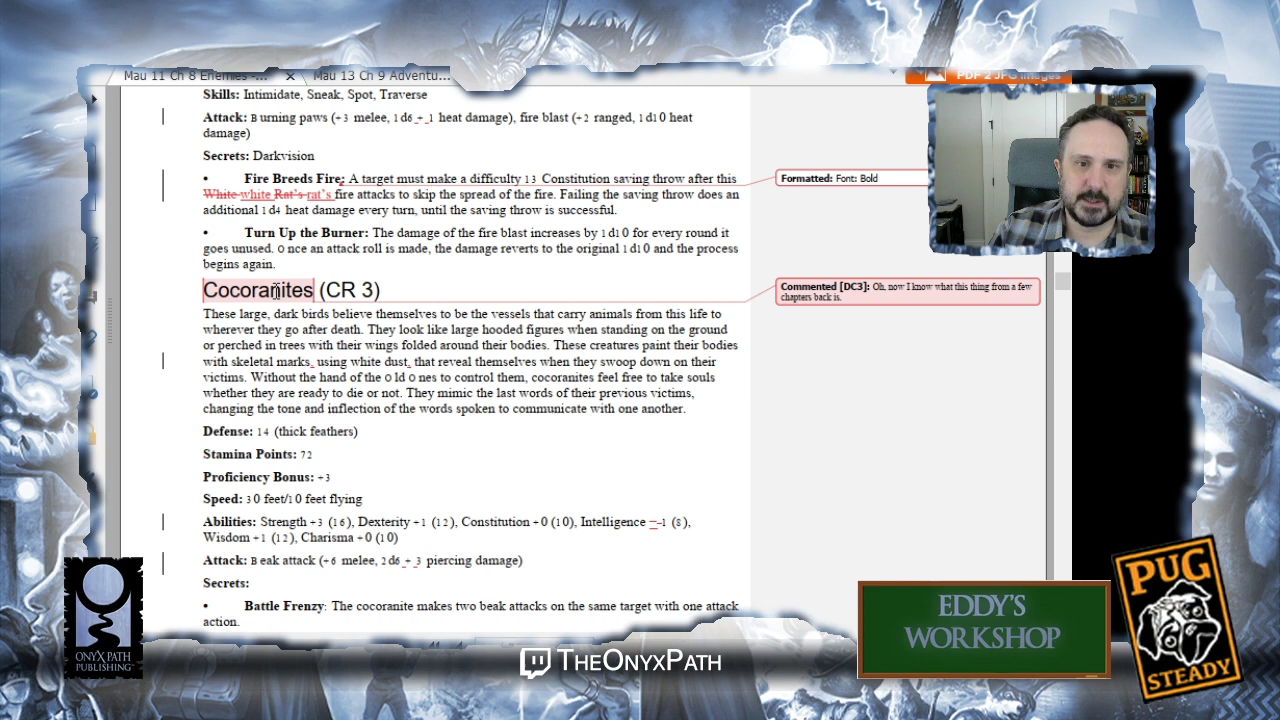 Mau 11 Ch 8 Enemies -... × Mau 13 Ch 9 Adventu...
PDF 2 JPG Images
Skills: Intimidate, Sneak, Spot, Traverse
Attack: Burning paws (+3 melee, 1d6 + 1 heat damage), fire blast (+2 ranged, 1d10 heat
damage)
Secrets: Darkvision
• Fire Breeds Fire: A target must make a difficulty 13 Constitution saving throw after this
White white Rat's rat's fire attacks to skip the spread of the fire. Failing the saving throw does an
additional 1d4 heat damage every turn, until the saving throw is successful.
Formatted: Font: Bold
• Turn Up the Burner: The damage of the fire blast increases by 1d10 for every round it
goes unused. Once an attack roll is made, the damage reverts to the original 1d10 and the process
begins again.
Cocoranites (CR 3)
Commented [DC3]: Oh, now I know what this thing from a few
chapters back is.
These large, dark birds believe themselves to be the vessels that carry animals from this life to
wherever they go after death. They look like large hooded figures when standing on the ground
or perched in trees with their wings folded around their bodies. These creatures paint their bodies
with skeletal marks, using white dust, that reveal themselves when they swoop down on their
victims. Without the hand of the Old Ones to control them, cocoranites feel free to take souls
whether they are ready to die or not. They mimic the last words of their previous victims,
changing the tone and inflection of the words spoken to communicate with one another.
Defense: 14 (thick feathers)
Stamina Points: 72
Proficiency Bonus: +3
Speed: 30 feet/10 feet flying
Abilities: Strength +3 (16), Dexterity +1 (12), Constitution +0 (10), Intelligence –-1 (8),
Wisdom +1 (12), Charisma +0 (10)
Attack: Beak attack (+6 melee, 2d6 + 3 piercing damage)
Secrets:
• Battle Frenzy: The cocoranite makes two beak attacks on the same target with one attack
action.
ONYX PATH
PUBLISHING™
THEONYXPATH
EDDY'S
WORKSHOP
PUG
STEADY